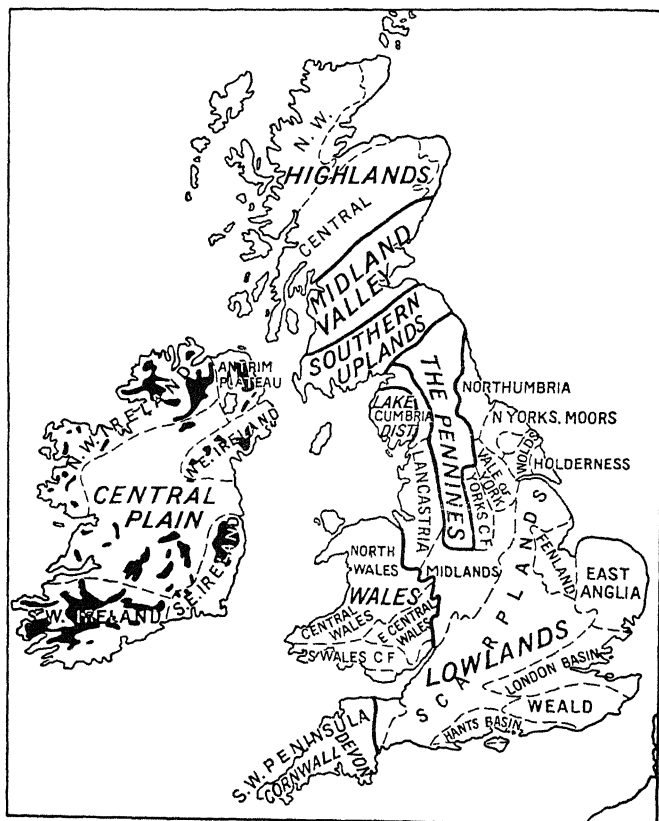 N. W.
HIGHLANDS
CENTRAL
MIDLAND
VALLEY
SOUTHERN
UPLANDS
ANTRIM
PLATEAU
N. W. IRELAND
THE PENNINES
NORTHUMBRIA
LAKE
CUMBRIA
DIST.
N YORKS. MOORS
WOLDS
HOLDERNESS
VALE OF
YORK
YORKS C F
LANCASTRIA
E. IRELAND
CENTRAL
PLAIN
S. E. IRELAND
S.W. IRELAND
NORTH
WALES
WALES
MIDLANDS
CENTRAL
WALES
E CENTRAL
WALES
S WALES C F
FENLAND
EAST
ANGLIA
SCARPLANDS
LOWLANDS
LONDON BASIN
WEALD
HANTS BASIN
S.W. PENINSULA
DEVON
CORNWALL